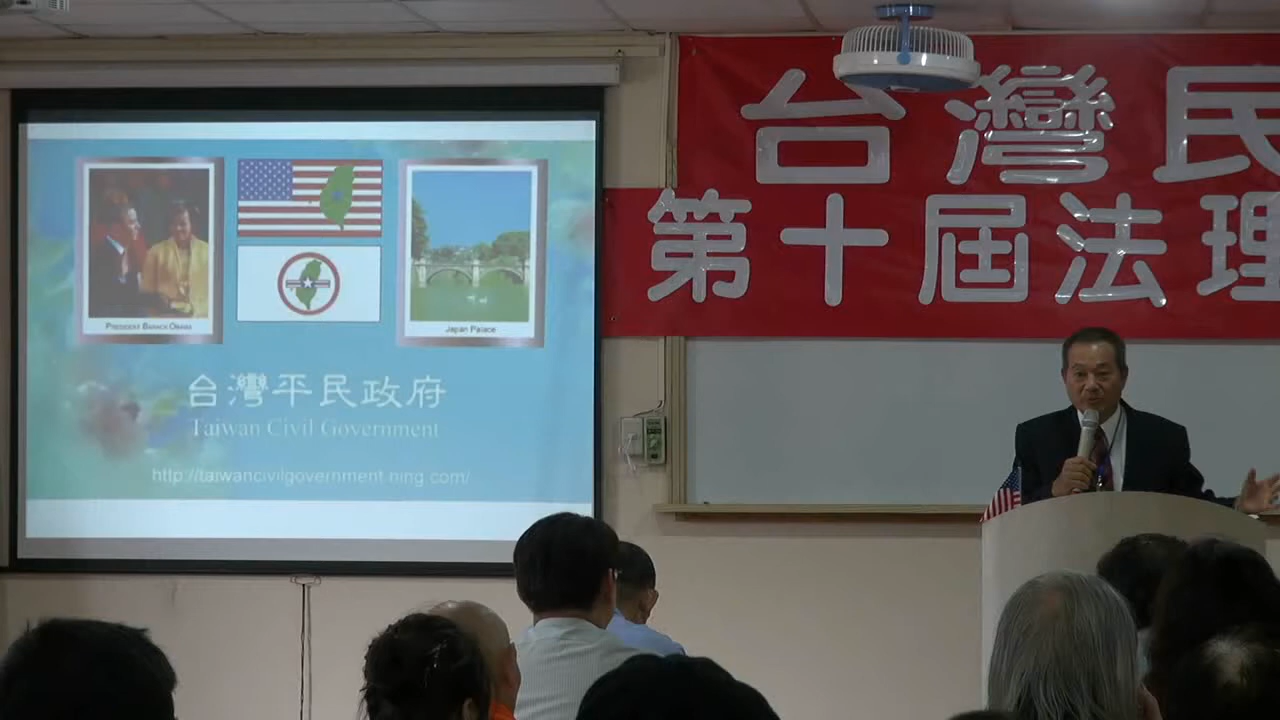 PRESIDENT BARACK OBAMA
Japan Palace
台灣平民政府
Taiwan Civil Government
http://taiwancivilgovernment.ning.com/
台灣民
第十屆法理